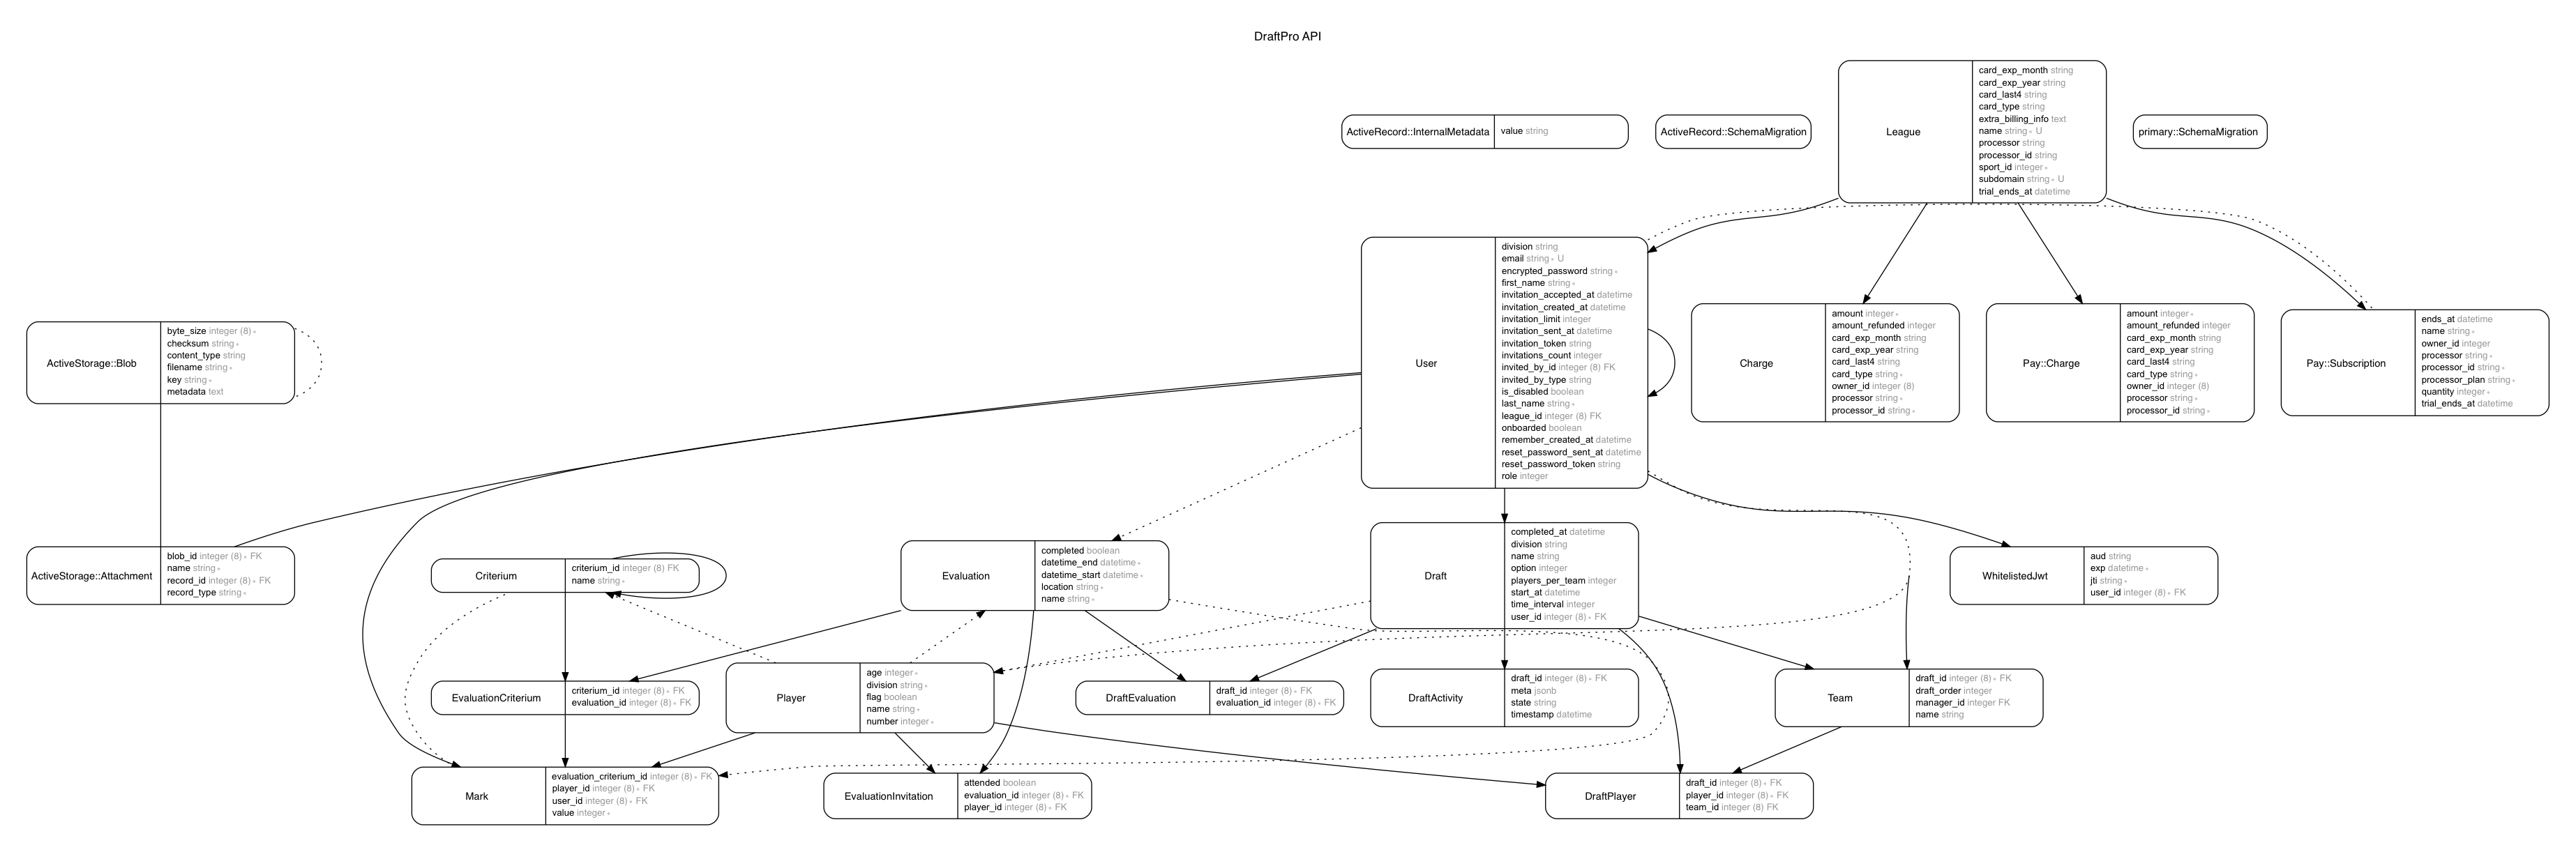 DraftPro API
League
card_exp_month string
card_exp_year string
card_last4 string
card_type string
extra_billing_info text
name string ∗ U
processor string
processor_id string
sport_id integer ∗
subdomain string ∗ U
trial_ends_at datetime
ActiveRecord::InternalMetadata
value string
ActiveRecord::SchemaMigration
primary::SchemaMigration
User
division string
email string ∗ U
encrypted_password string ∗
first_name string ∗
invitation_accepted_at datetime
invitation_created_at datetime
invitation_limit integer
invitation_sent_at datetime
invitation_token string
invitations_count integer
invited_by_id integer (8) FK
invited_by_type string
is_disabled boolean
last_name string ∗
league_id integer (8) FK
onboarded boolean
remember_created_at datetime
reset_password_sent_at datetime
reset_password_token string
role integer
Charge
amount integer ∗
amount_refunded integer
card_exp_month string
card_exp_year string
card_last4 string
card_type string ∗
owner_id integer (8)
processor string ∗
processor_id string ∗
Pay::Charge
amount integer ∗
amount_refunded integer
card_exp_month string
card_exp_year string
card_last4 string
card_type string ∗
owner_id integer (8)
processor string ∗
processor_id string ∗
Pay::Subscription
ends_at datetime
name string ∗
owner_id integer
processor string ∗
processor_id string ∗
processor_plan string ∗
quantity integer ∗
trial_ends_at datetime
ActiveStorage::Blob
byte_size integer (8) ∗
checksum string ∗
content_type string
filename string ∗
key string ∗
metadata text
ActiveStorage::Attachment
blob_id integer (8) ∗ FK
name string ∗
record_id integer (8) ∗ FK
record_type string ∗
Criterium
criterium_id integer (8) FK
name string ∗
Evaluation
completed boolean
datetime_end datetime ∗
datetime_start datetime ∗
location string ∗
name string ∗
Draft
completed_at datetime
division string
name string
option integer
players_per_team integer
start_at datetime
time_interval integer
user_id integer (8) ∗ FK
WhitelistedJwt
aud string
exp datetime ∗
jti string ∗
user_id integer (8) ∗ FK
EvaluationCriterium
criterium_id integer (8) ∗ FK
evaluation_id integer (8) ∗ FK
Player
age integer ∗
division string ∗
flag boolean
name string ∗
number integer ∗
DraftEvaluation
draft_id integer (8) ∗ FK
evaluation_id integer (8) ∗ FK
DraftActivity
draft_id integer (8) ∗ FK
meta jsonb
state string
timestamp datetime
Team
draft_id integer (8) ∗ FK
draft_order integer
manager_id integer FK
name string
Mark
evaluation_criterium_id integer (8) ∗ FK
player_id integer (8) ∗ FK
user_id integer (8) ∗ FK
value integer ∗
EvaluationInvitation
attended boolean
evaluation_id integer (8) ∗ FK
player_id integer (8) ∗ FK
DraftPlayer
draft_id integer (8) ∗ FK
player_id integer (8) ∗ FK
team_id integer (8) FK